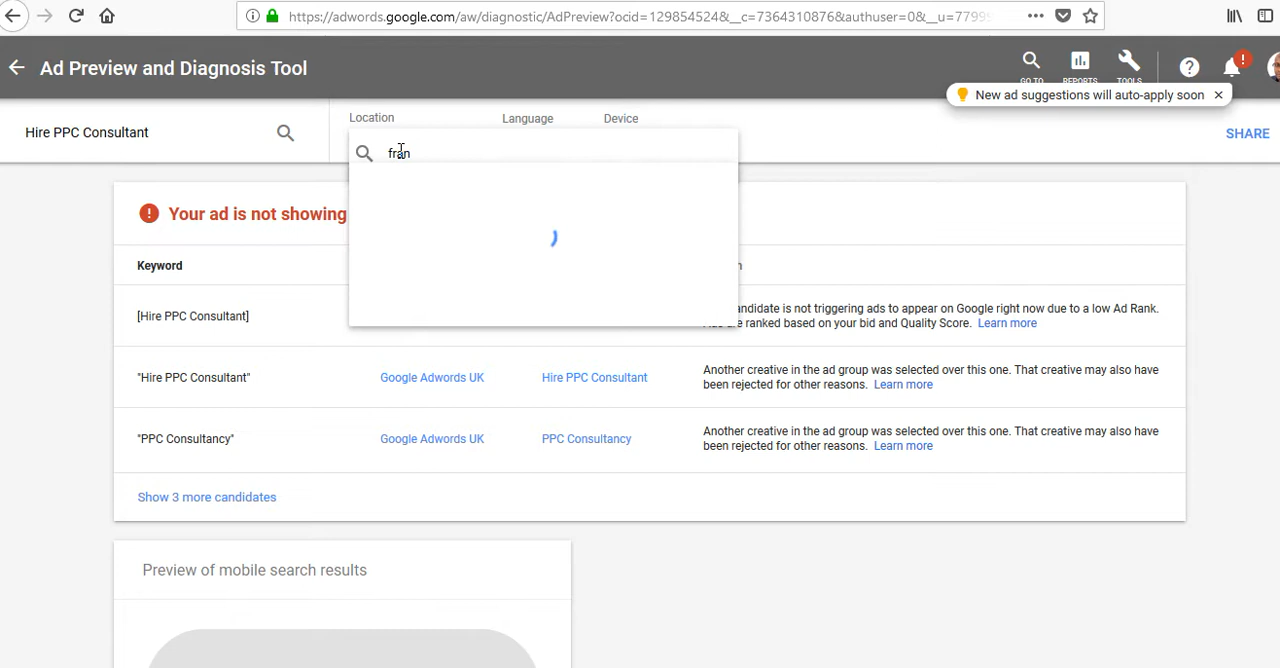 https://adwords.google.com/aw/diagnostic/AdPreview?ocid=129854524&__c=7364310876&authuser=0&__u=7799
Ad Preview and Diagnosis Tool
GO TO
REPORTS
TOOLS
New ad suggestions will auto-apply soon
Hire PPC Consultant
Location
Language
Device
fran
SHARE
Your ad is not showing
Keyword
[Hire PPC Consultant]
andidate is not triggering ads to appear on Google right now due to a low Ad Rank.
ranked based on your bid and Quality Score. Learn more
"Hire PPC Consultant"
Google Adwords UK
Hire PPC Consultant
Another creative in the ad group was selected over this one. That creative may also have
been rejected for other reasons. Learn more
"PPC Consultancy"
Google Adwords UK
PPC Consultancy
Another creative in the ad group was selected over this one. That creative may also have
been rejected for other reasons. Learn more
Show 3 more candidates
Preview of mobile search results